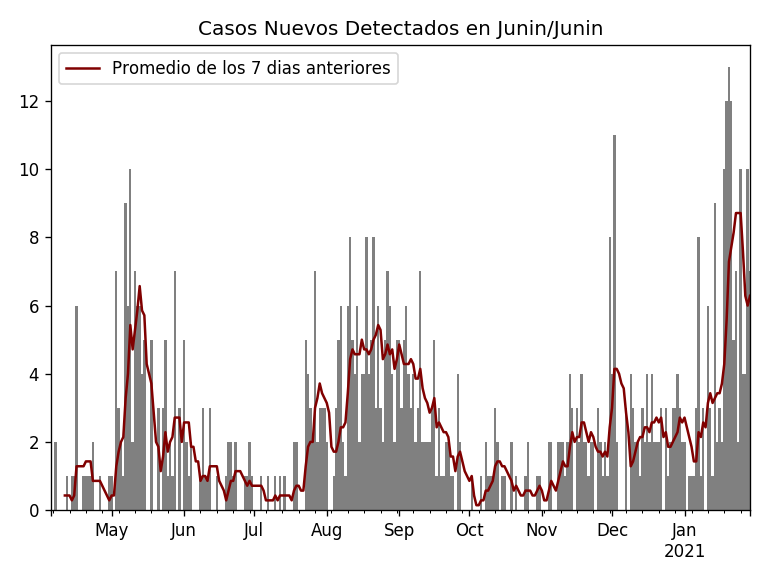 Casos Nuevos Detectados en Junin/Junin
Promedio de los 7 dias anteriores
12
10
8
6
4
2
0
May Jun Jul Aug Sep Oct Nov Dec Jan
2021